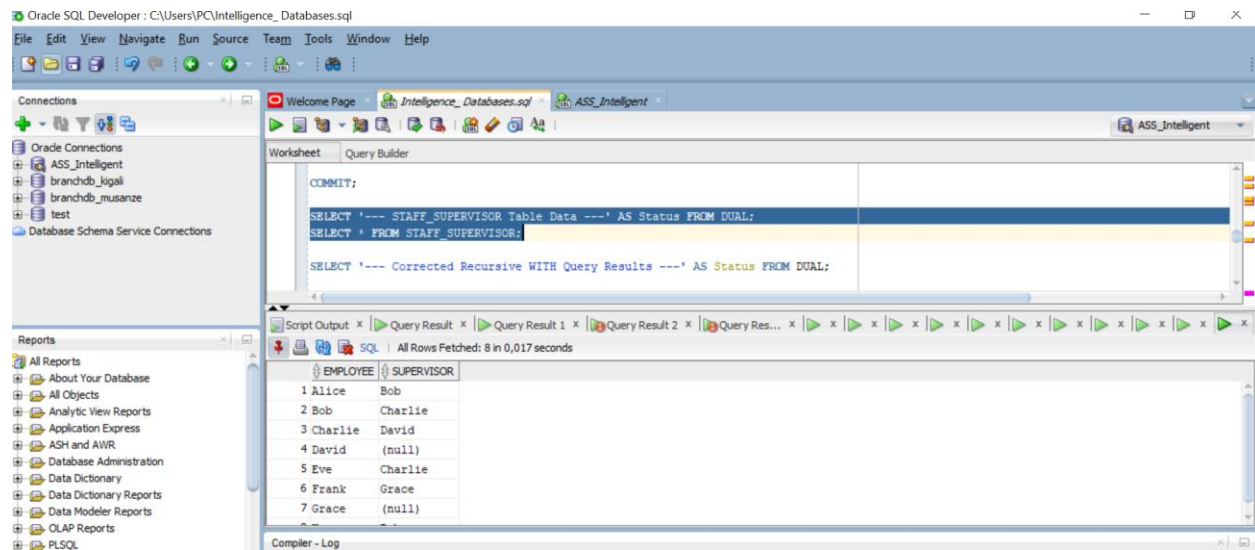 Oracle SQL Developer : C:\Users\PC\Intelligence_ Databases.sql
File Edit View Navigate Run Source Team Tools Window Help
Connections
Welcome Page Intelligence_ Databases.sql ASS_Intelligent
ASS_Intelligent
Oracle Connections
ASS_Intelligent
branchdb_kigali
branchdb_musanze
test
Database Schema Service Connections
Worksheet Query Builder
COMMIT;
SELECT '--- STAFF_SUPERVISOR Table Data ---' AS Status FROM DUAL;
SELECT * FROM STAFF_SUPERVISOR;
SELECT '--- Corrected Recursive WITH Query Results ---' AS Status FROM DUAL;
Script Output x Query Result x Query Result 1 x Query Result 2 x Query Res... x x x x x x x x x x x x
SQL | All Rows Fetched: 8 in 0,017 seconds
EMPLOYEE SUPERVISOR
1 Alice Bob
2 Bob Charlie
3 Charlie David
4 David (null)
5 Eve Charlie
6 Frank Grace
7 Grace (null)
Compiler - Log
Reports
All Reports
About Your Database
All Objects
Analytic View Reports
Application Express
ASH and AWR
Database Administration
Data Dictionary
Data Dictionary Reports
Data Modeler Reports
OLAP Reports
PLSQL